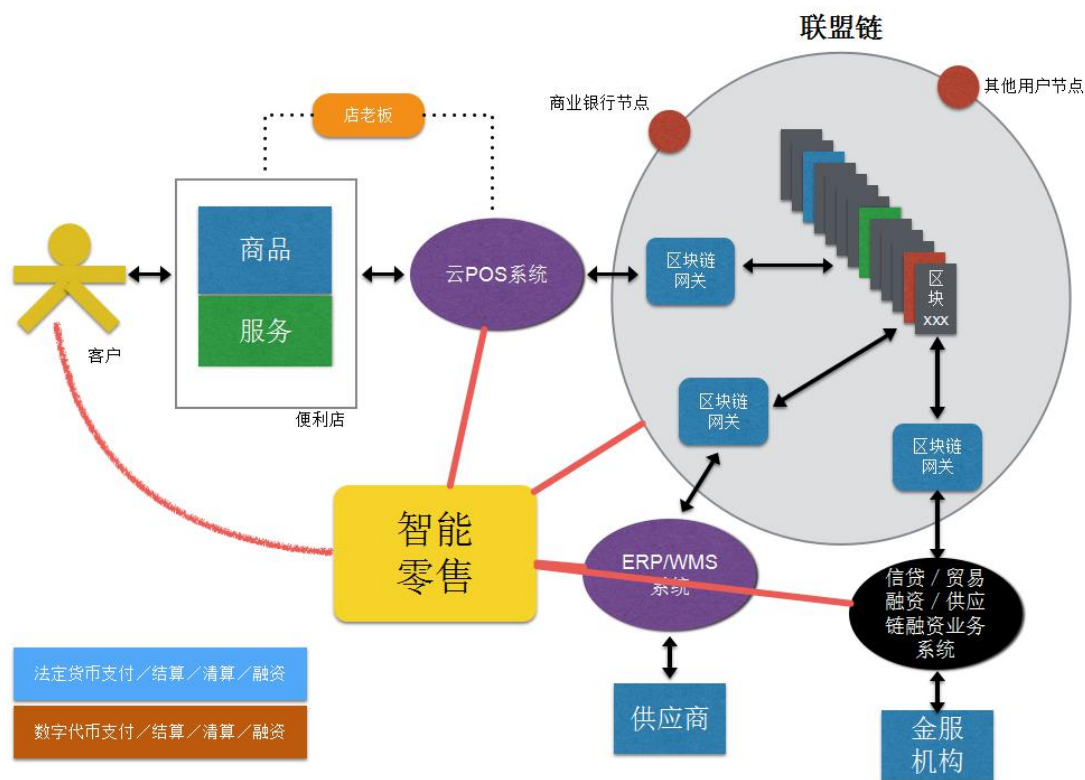 联盟链
其他用户节点
商业银行节点
店老板
商品
服务
云POS系统
区块链
网关
区
块
xxx
客户
便利店
区块链
网关
区块链
网关
智能
零售
ERP/WMS
系统
信贷／贸易
融资／供应
链融资业务
系统
法定货币支付／结算／清算／融资
数字代币支付／结算／清算／融资
供应商
金服
机构